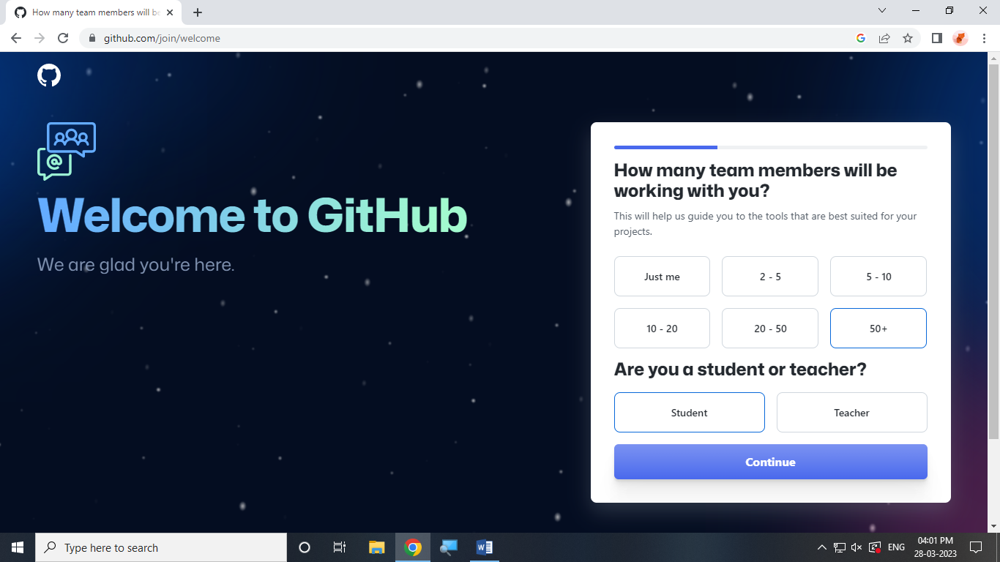 How many team members will be
github.com/join/welcome
Welcome to GitHub
We are glad you're here.
How many team members will be
working with you?
This will help us guide you to the tools that are best suited for your
projects.
Just me
2 - 5
5 - 10
10 - 20
20 - 50
50+
Are you a student or teacher?
Student
Teacher
Continue
Type here to search
ENG
04:01 PM
28-03-2023